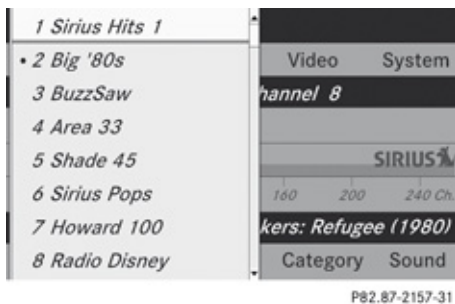 1 Sirius Hits 1
• 2 Big '80s
Video System
3 BuzzSaw
hannel 8
4 Area 33
5 Shade 45
SIRIUS
6 Sirius Pops
160 200 240 Ch.
7 Howard 100
kers: Refugee (1980)
8 Radio Disney
Category Sound
P82.87-2157-31